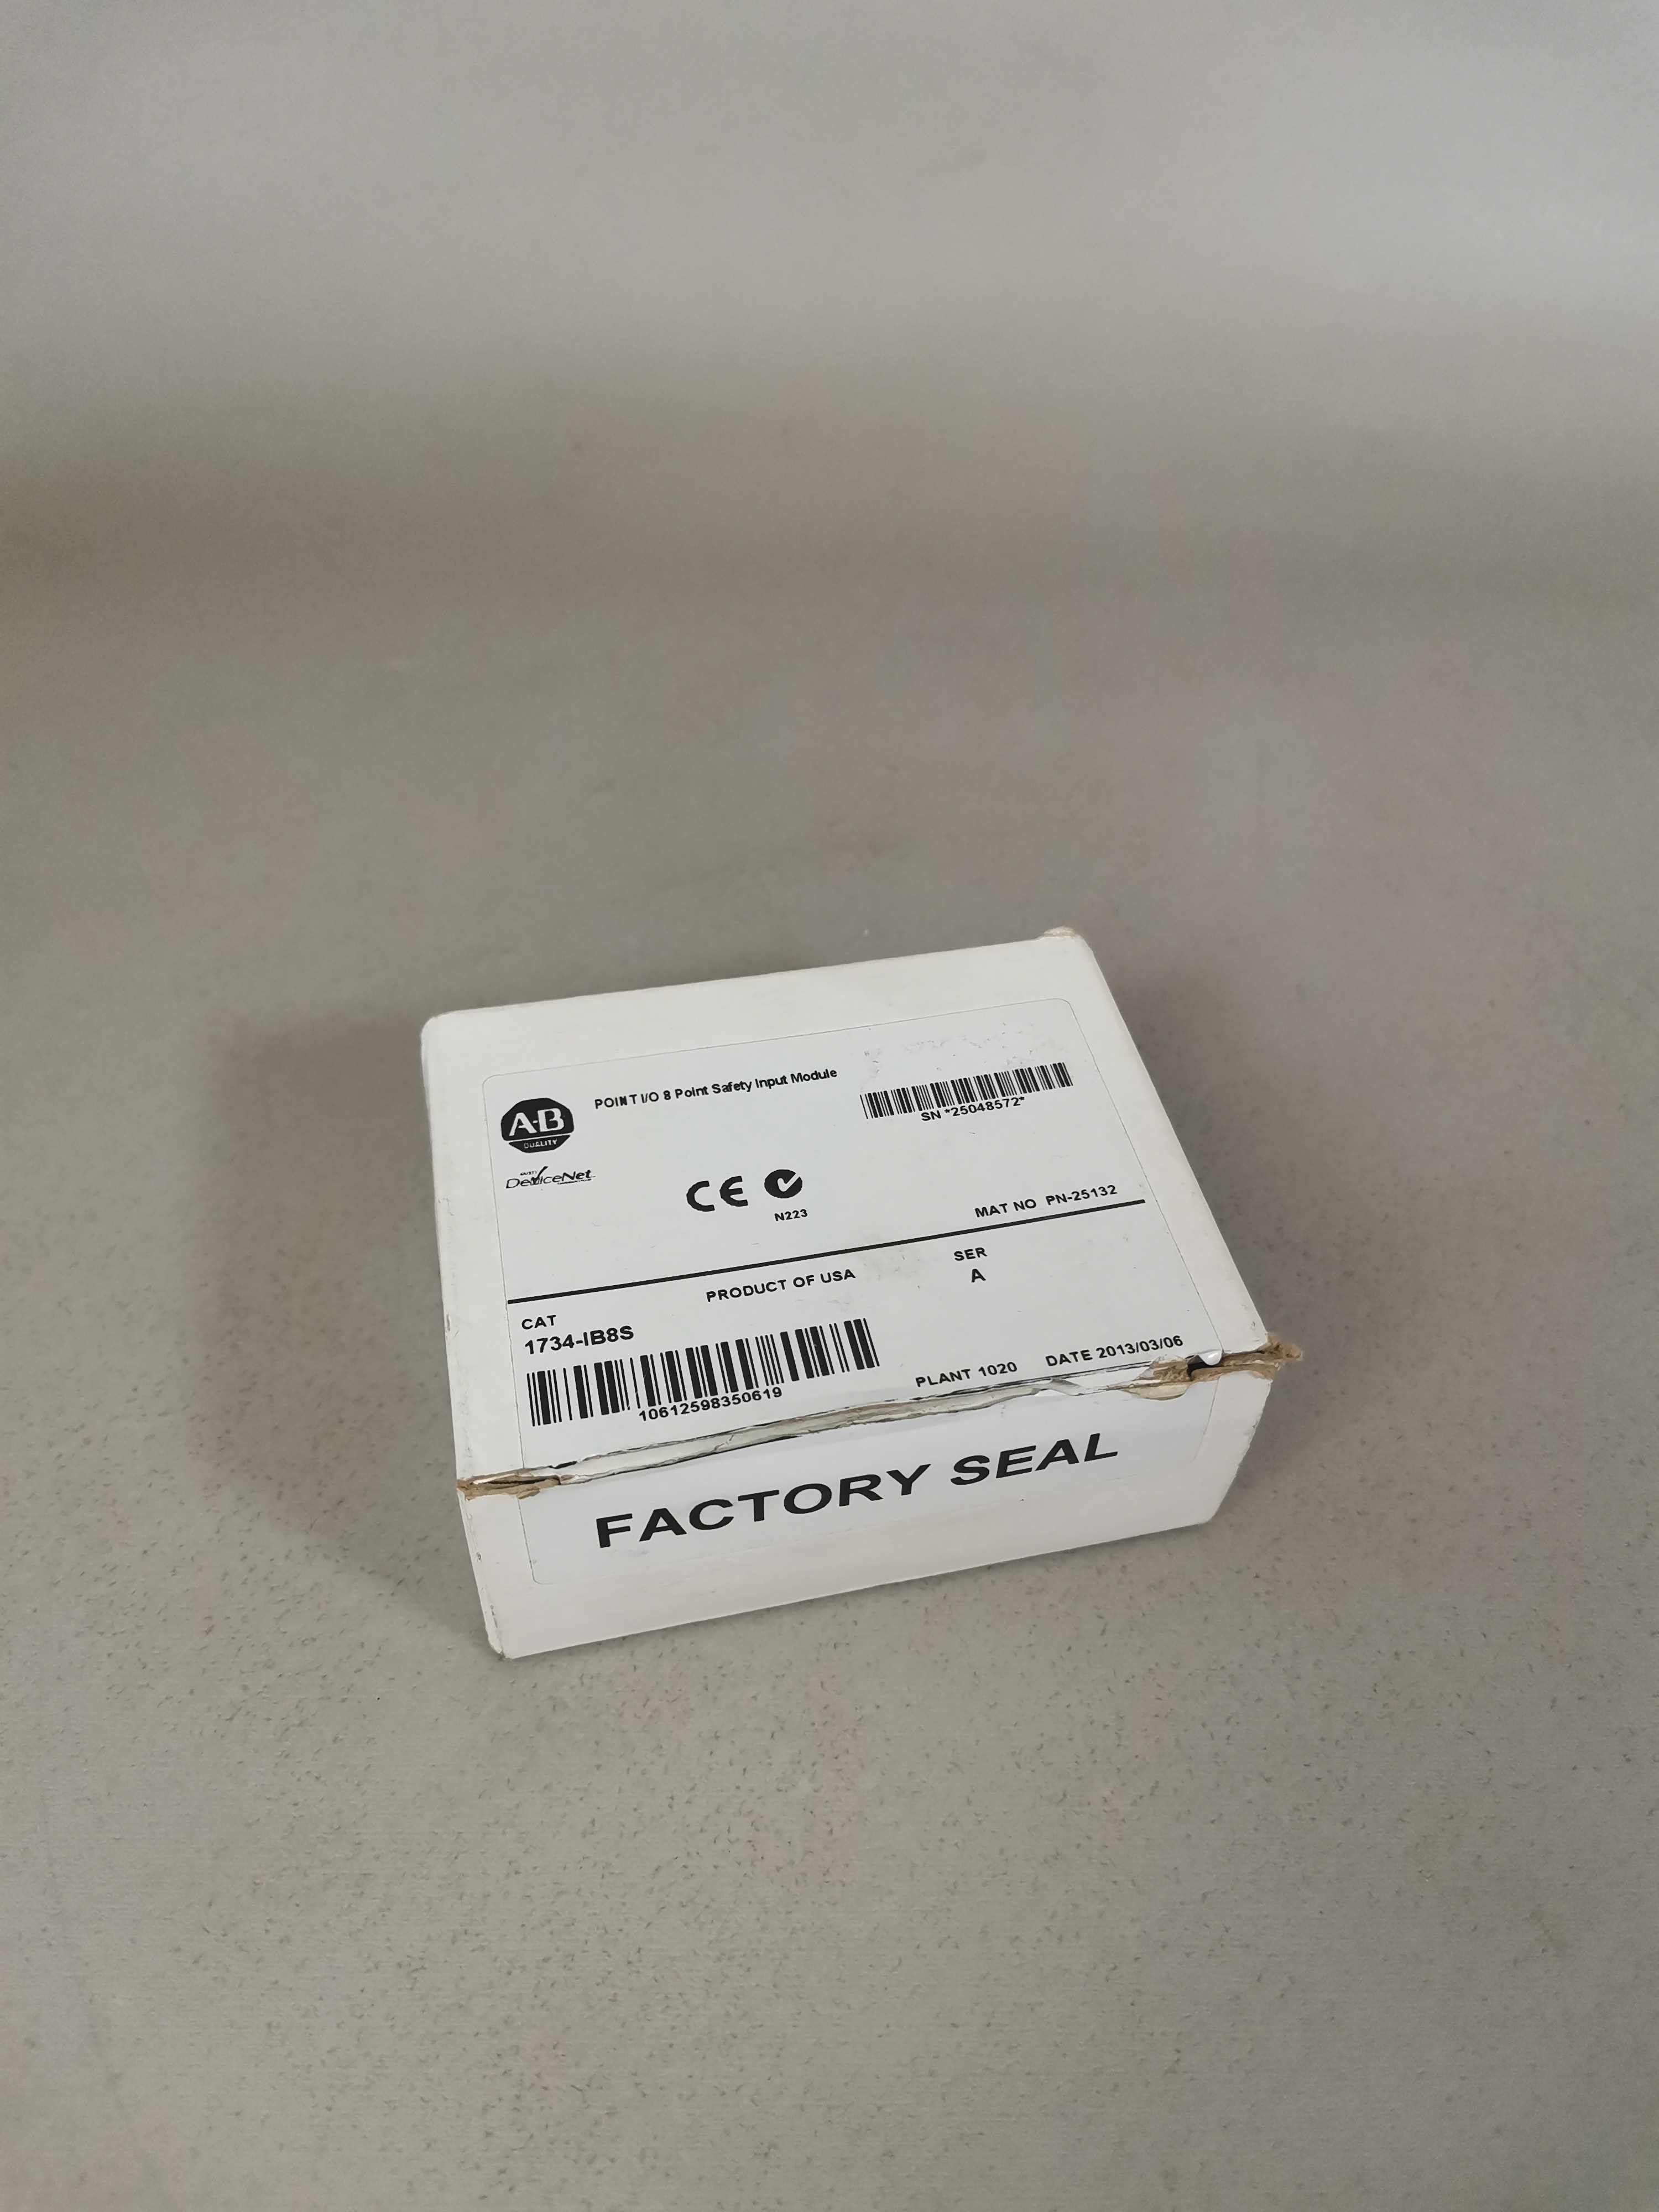 POINT I/O 8 Point Safety Input Module
A-B
QUALITY
SN *25048572*
DeviceNet
CE
N223
MAT NO PN-25132
PRODUCT OF USA
SER
A
CAT
1734-IB8S
10612598350619
PLANT 1020
DATE 2013/03/06
FACTORY SEAL